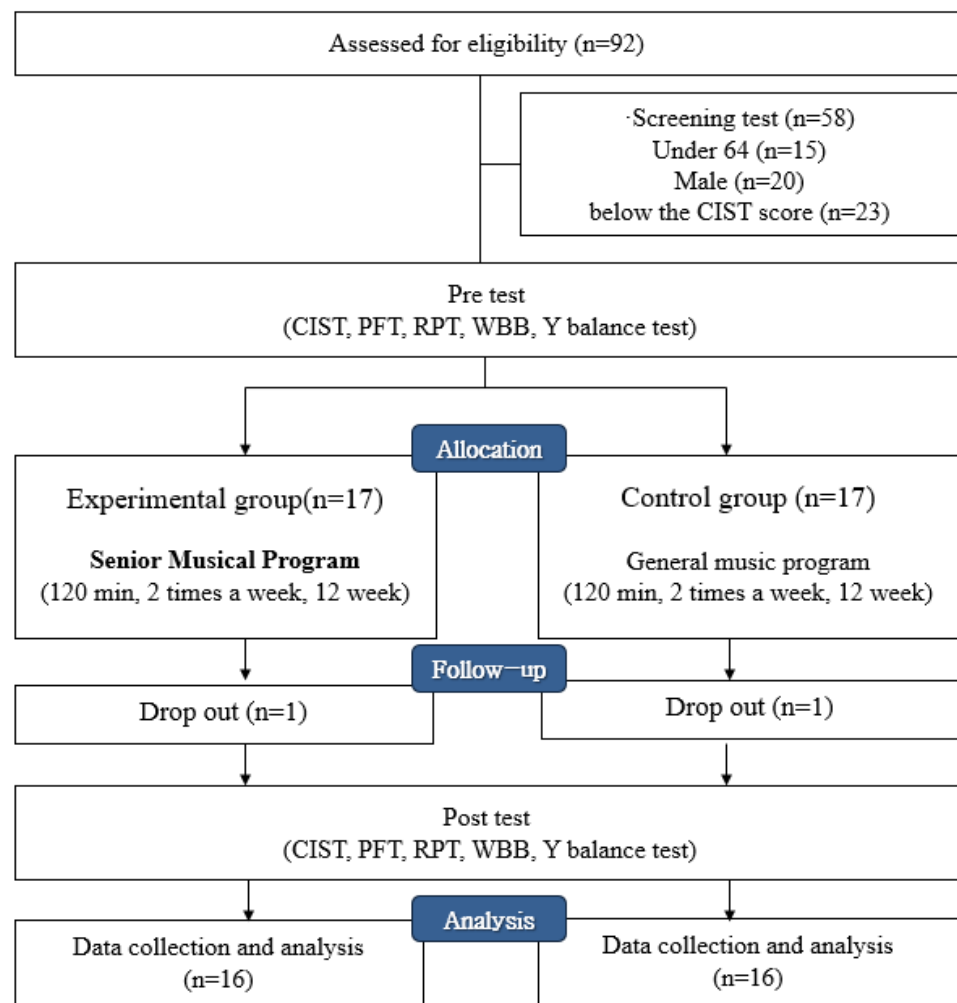 Assessed for eligibility (n=92)
·Screening test (n=58)
Under 64 (n=15)
Male (n=20)
below the CIST score (n=23)
Pre test
(CIST, PFT, RPT, WBB, Y balance test)
Allocation
Experimental group(n=17)
Senior Musical Program
(120 min, 2 times a week, 12 week)
Control group (n=17)
General music program
(120 min, 2 times a week, 12 week)
Follow-up
Drop out (n=1)
Drop out (n=1)
Post test
(CIST, PFT, RPT, WBB, Y balance test)
Analysis
Data collection and analysis
(n=16)
Data collection and analysis
(n=16)